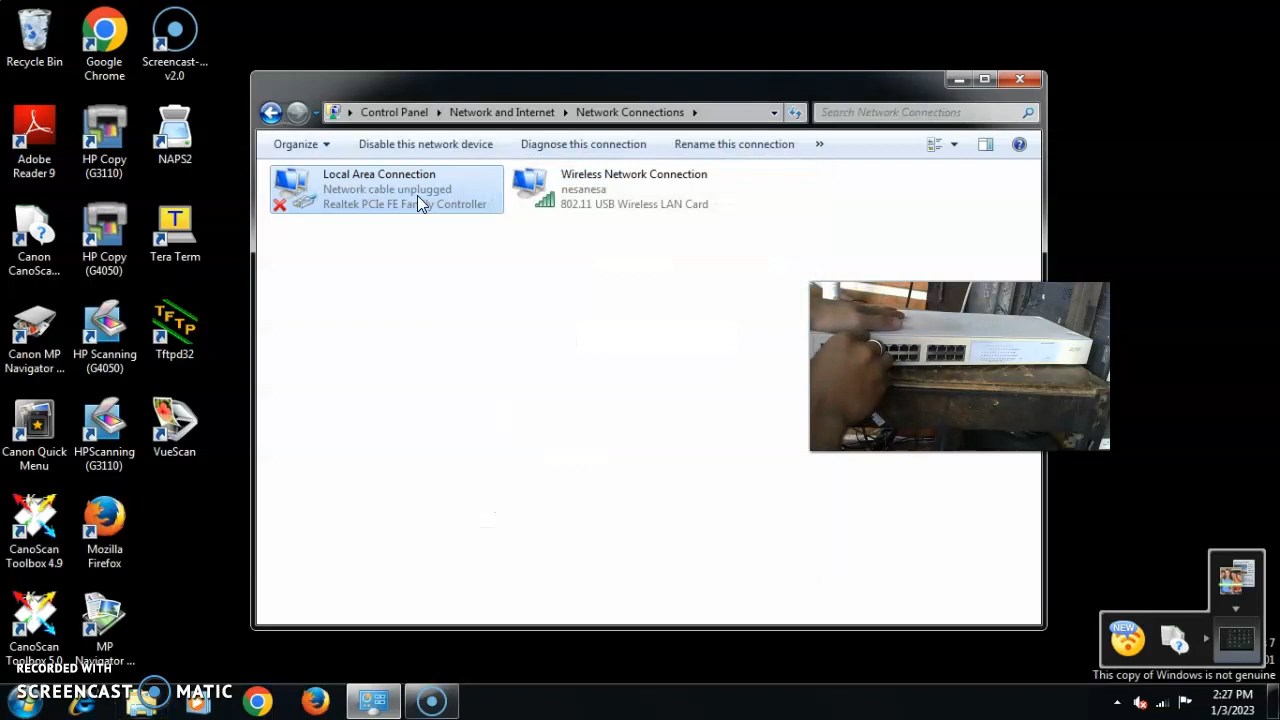 Recycle Bin
Google
Chrome
Screencast-...
v2.0
Adobe
Reader 9
HP Copy
(G3110)
NAPS2
Canon
CanoSca...
HP Copy
(G4050)
Tera Term
Canon MP
Navigator ...
HP Scanning
(G4050)
Tftpd32
Canon Quick
Menu
HPScanning
(G3110)
VueScan
CanoScan
Toolbox 4.9
Mozilla
Firefox
CanoScan
Toolbox 5.0
MP
Navigator ...
Control Panel
Network and Internet
Network Connections
Search Network Connections
Organize
Disable this network device
Diagnose this connection
Rename this connection
»
Local Area Connection
Network cable unplugged
Realtek PCIe FE Family Controller
Wireless Network Connection
nesanesa
802.11 USB Wireless LAN Card
NEW
7
01
This copy of Windows is not genuine
RECORDED WITH
SCREENCAST MATIC
2:27 PM
1/3/2023